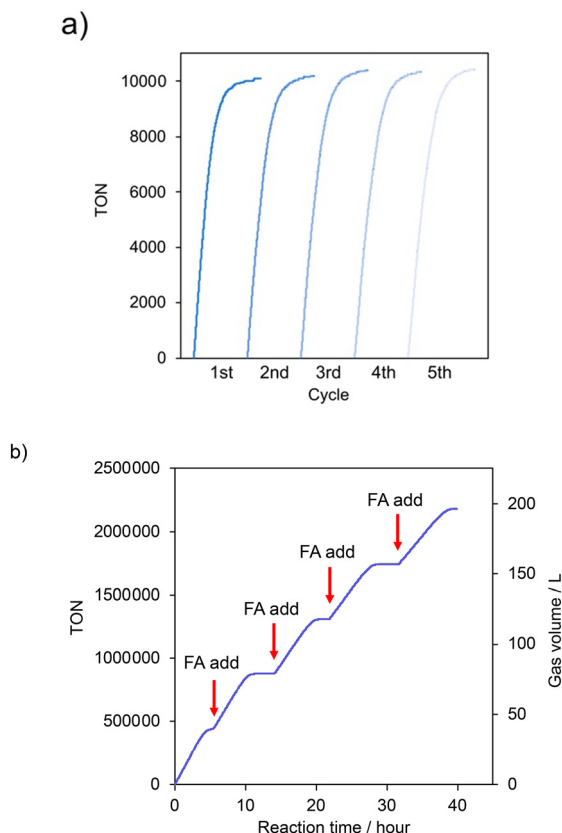 a)
10000
8000
6000
4000
2000
0
TON
1st 2nd 3rd 4th 5th
Cycle
b)
2500000
2000000
1500000
1000000
500000
0
TON
FA add
FA add
FA add
FA add
200
150
100
50
0
Gas volume / L
0 10 20 30 40
Reaction time / hour